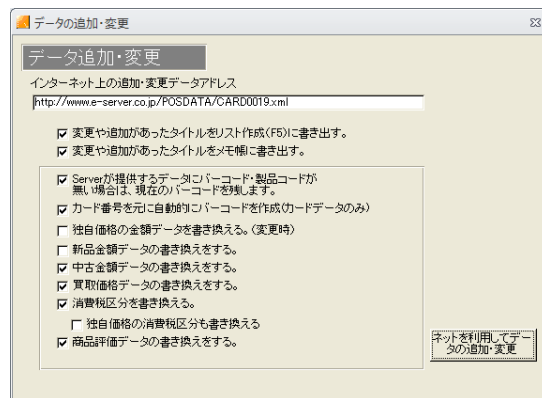 データの追加・変更
データ追加・変更
インターネット上の追加・変更データアドレス
http://www.e-server.co.jp/POSDATA/CARD0019.xml
変更や追加があったタイトルをリスト作成(F5)に書き出す。
変更や追加があったタイトルをメモ帳に書き出す。
Serverが提供するデータにバーコード・製品コードが
無い場合は、現在のバーコードを残します。
カード番号を元に自動的にバーコードを作成(カードデータのみ)
独自価格の金額データを書き換える。(変更時)
新品金額データの書き換えをする。
中古金額データの書き換えをする。
買取価格データの書き換えをする。
消費税区分を書き換える。
独自価格の消費税区分も書き換える
商品評価データの書き換えをする。
ネットを利用してデー
タの追加・変更